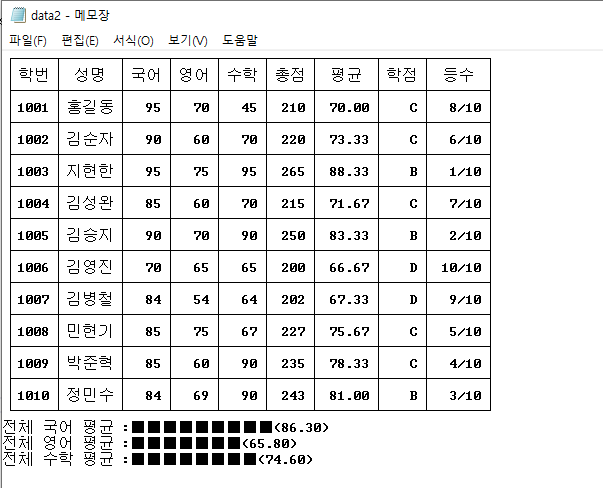 data2 - 메모장
파일(F) 편집(E) 서식(O) 보기(V) 도움말
학번 성명 국어 영어 수학 총점 평균 학점 등수
1001 홍길동 95 70 45 210 70.00 C 8/10
1002 김순자 90 60 70 220 73.33 C 6/10
1003 지현한 95 75 95 265 88.33 B 1/10
1004 김성완 85 60 70 215 71.67 C 7/10
1005 김승지 90 70 90 250 83.33 B 2/10
1006 김영진 70 65 65 200 66.67 D 10/10
1007 김병철 84 54 64 202 67.33 D 9/10
1008 민현기 85 75 67 227 75.67 C 5/10
1009 박준혁 85 60 90 235 78.33 C 4/10
1010 정민수 84 69 90 243 81.00 B 3/10
전체 국어 평균 :■■■■■■■■■(86.30)
전체 영어 평균 :■■■■■■■(65.80)
전체 수학 평균 :■■■■■■■■(74.60)